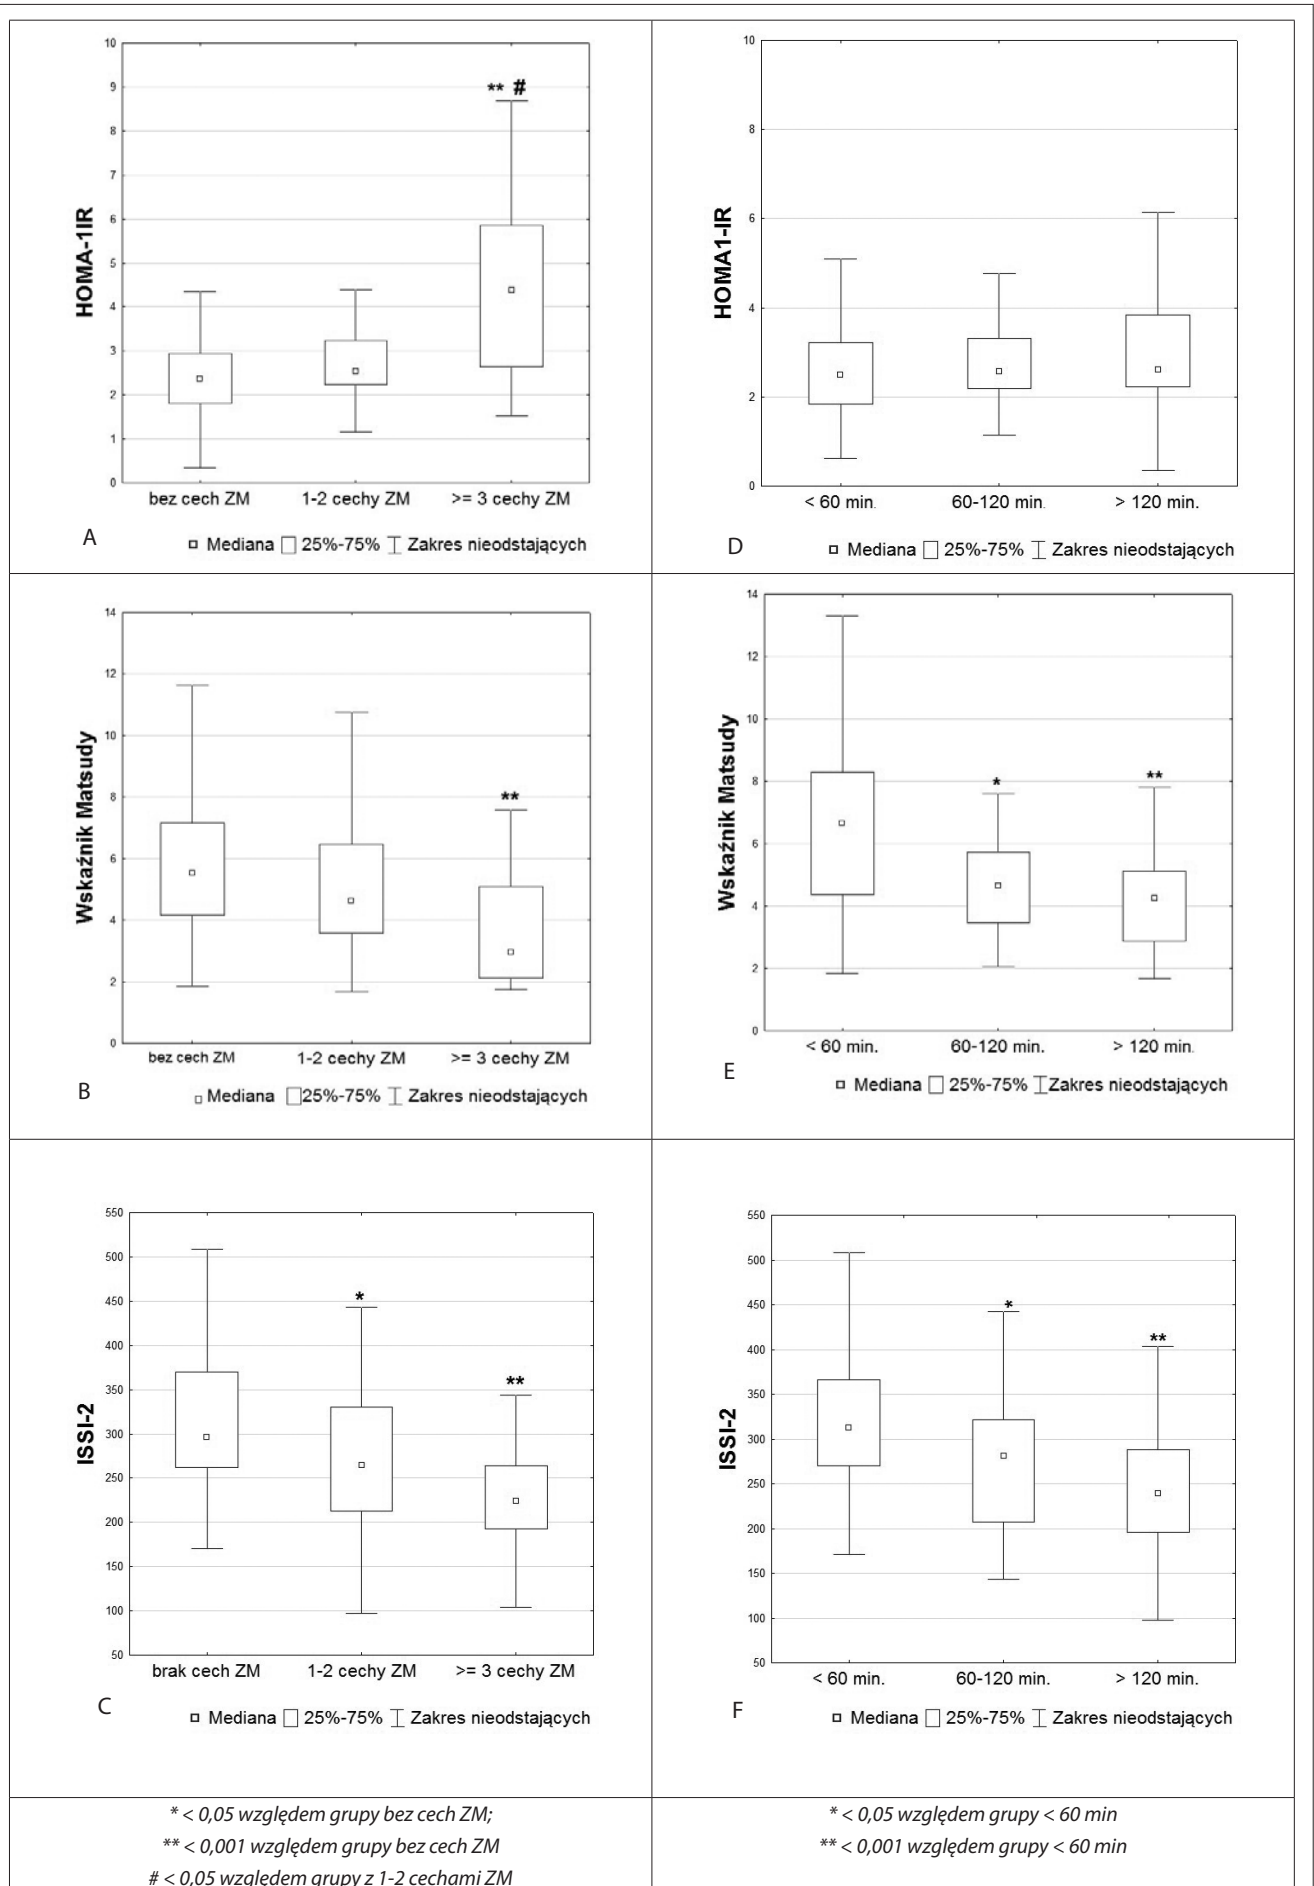 10
9
8
7
6
5
4
3
2
1
0
HOMA-1IR
** #
bez cech ZM 1-2 cechy ZM >= 3 cechy ZM
A
Mediana 25%-75% Zakres nieodstających
10
8
6
4
2
0
HOMA1-IR
< 60 min. 60-120 min. > 120 min.
D
Mediana 25%-75% Zakres nieodstających
14
12
10
8
6
4
2
0
Wskaźnik Matsudy
**
bez cech ZM 1-2 cechy ZM >= 3 cechy ZM
B
Mediana 25%-75% Zakres nieodstających
14
12
10
8
6
4
2
0
Wskaźnik Matsudy
* **
< 60 min. 60-120 min. > 120 min.
E
Mediana 25%-75% Zakres nieodstających
550
500
450
400
350
300
250
200
150
100
50
ISSI-2
* **
brak cech ZM 1-2 cechy ZM >= 3 cechy ZM
C
Mediana 25%-75% Zakres nieodstających
550
500
450
400
350
300
250
200
150
100
50
ISSI-2
* **
< 60 min. 60-120 min. > 120 min.
F
Mediana 25%-75% Zakres nieodstających
* < 0,05 względem grupy bez cech ZM;
** < 0,001 względem grupy bez cech ZM
# < 0,05 względem grupy z 1-2 cechami ZM
* < 0,05 względem grupy < 60 min
** < 0,001 względem grupy < 60 min